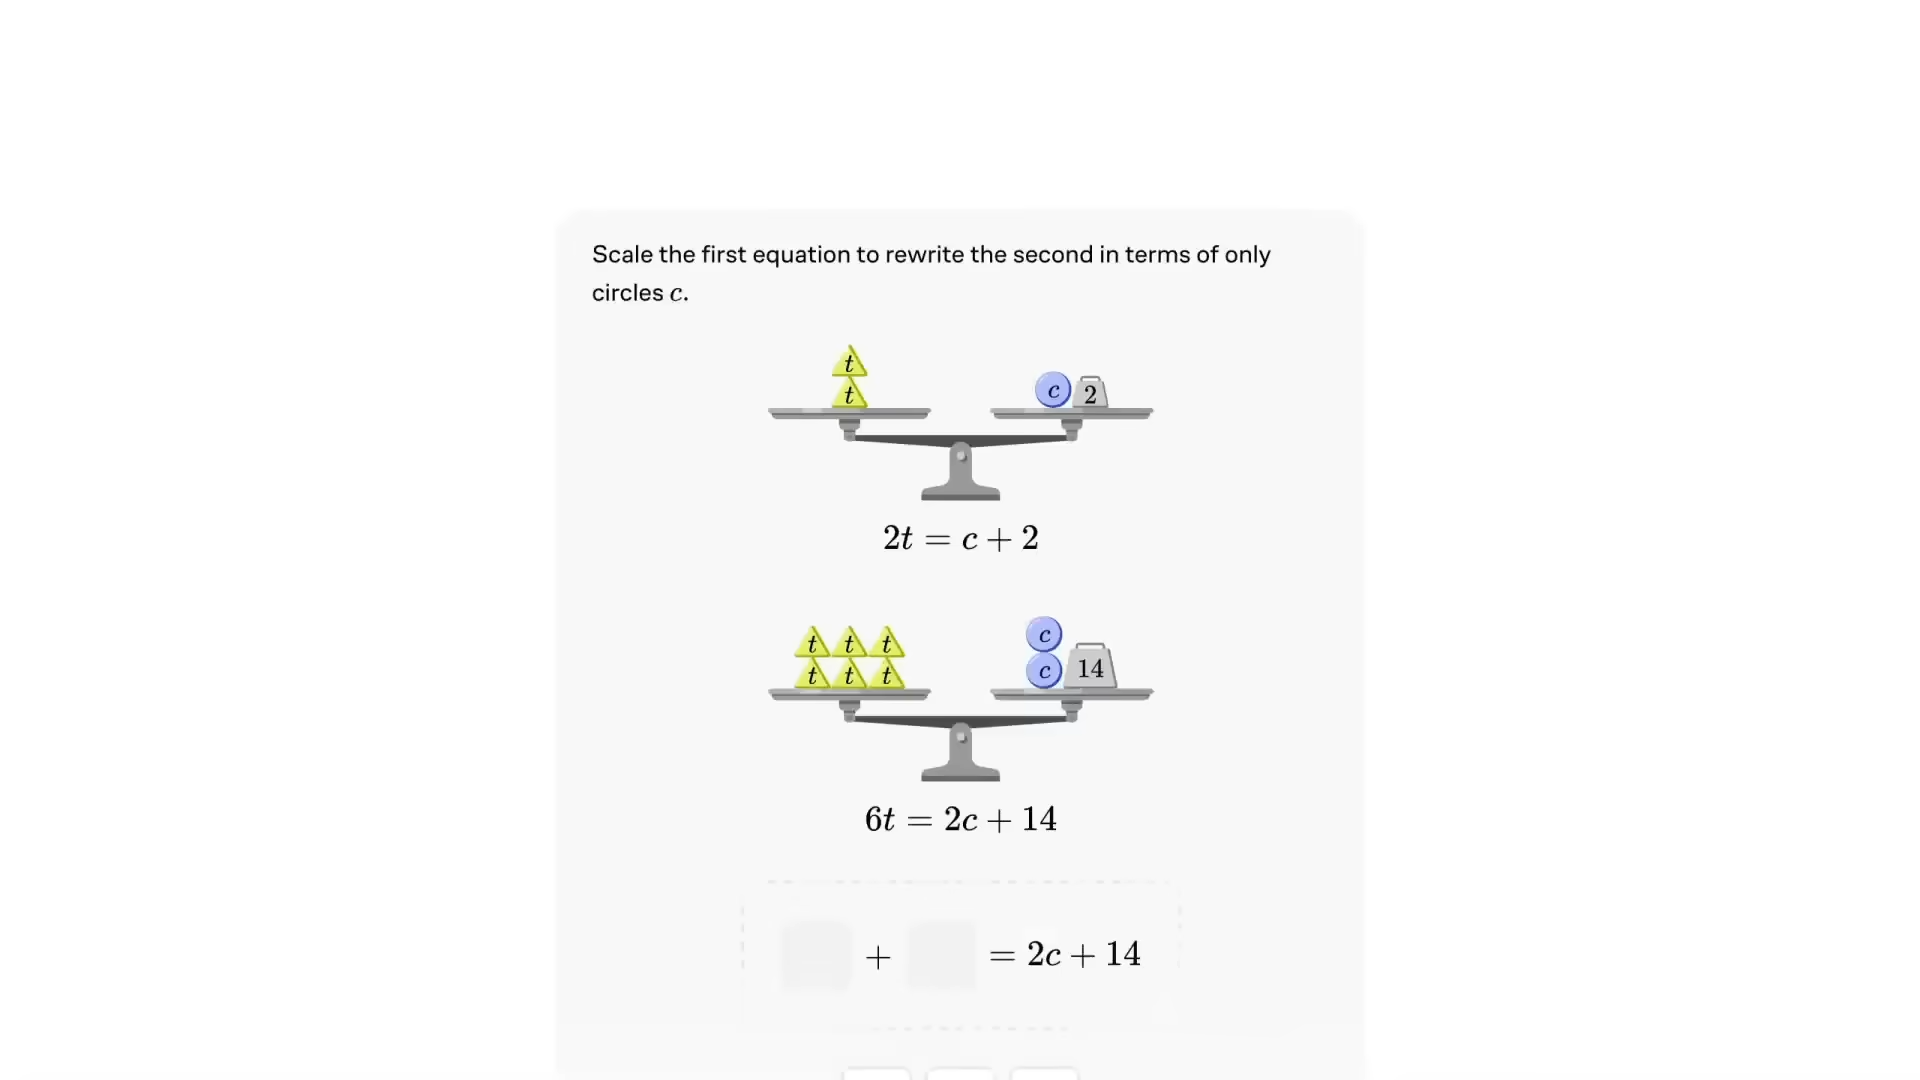 Scale the first equation to rewrite the second in terms of only
circles c.
t
t
c 2
2t = c + 2
t t t
t t t
c
c 14
6t = 2c + 14
+ = 2c + 14